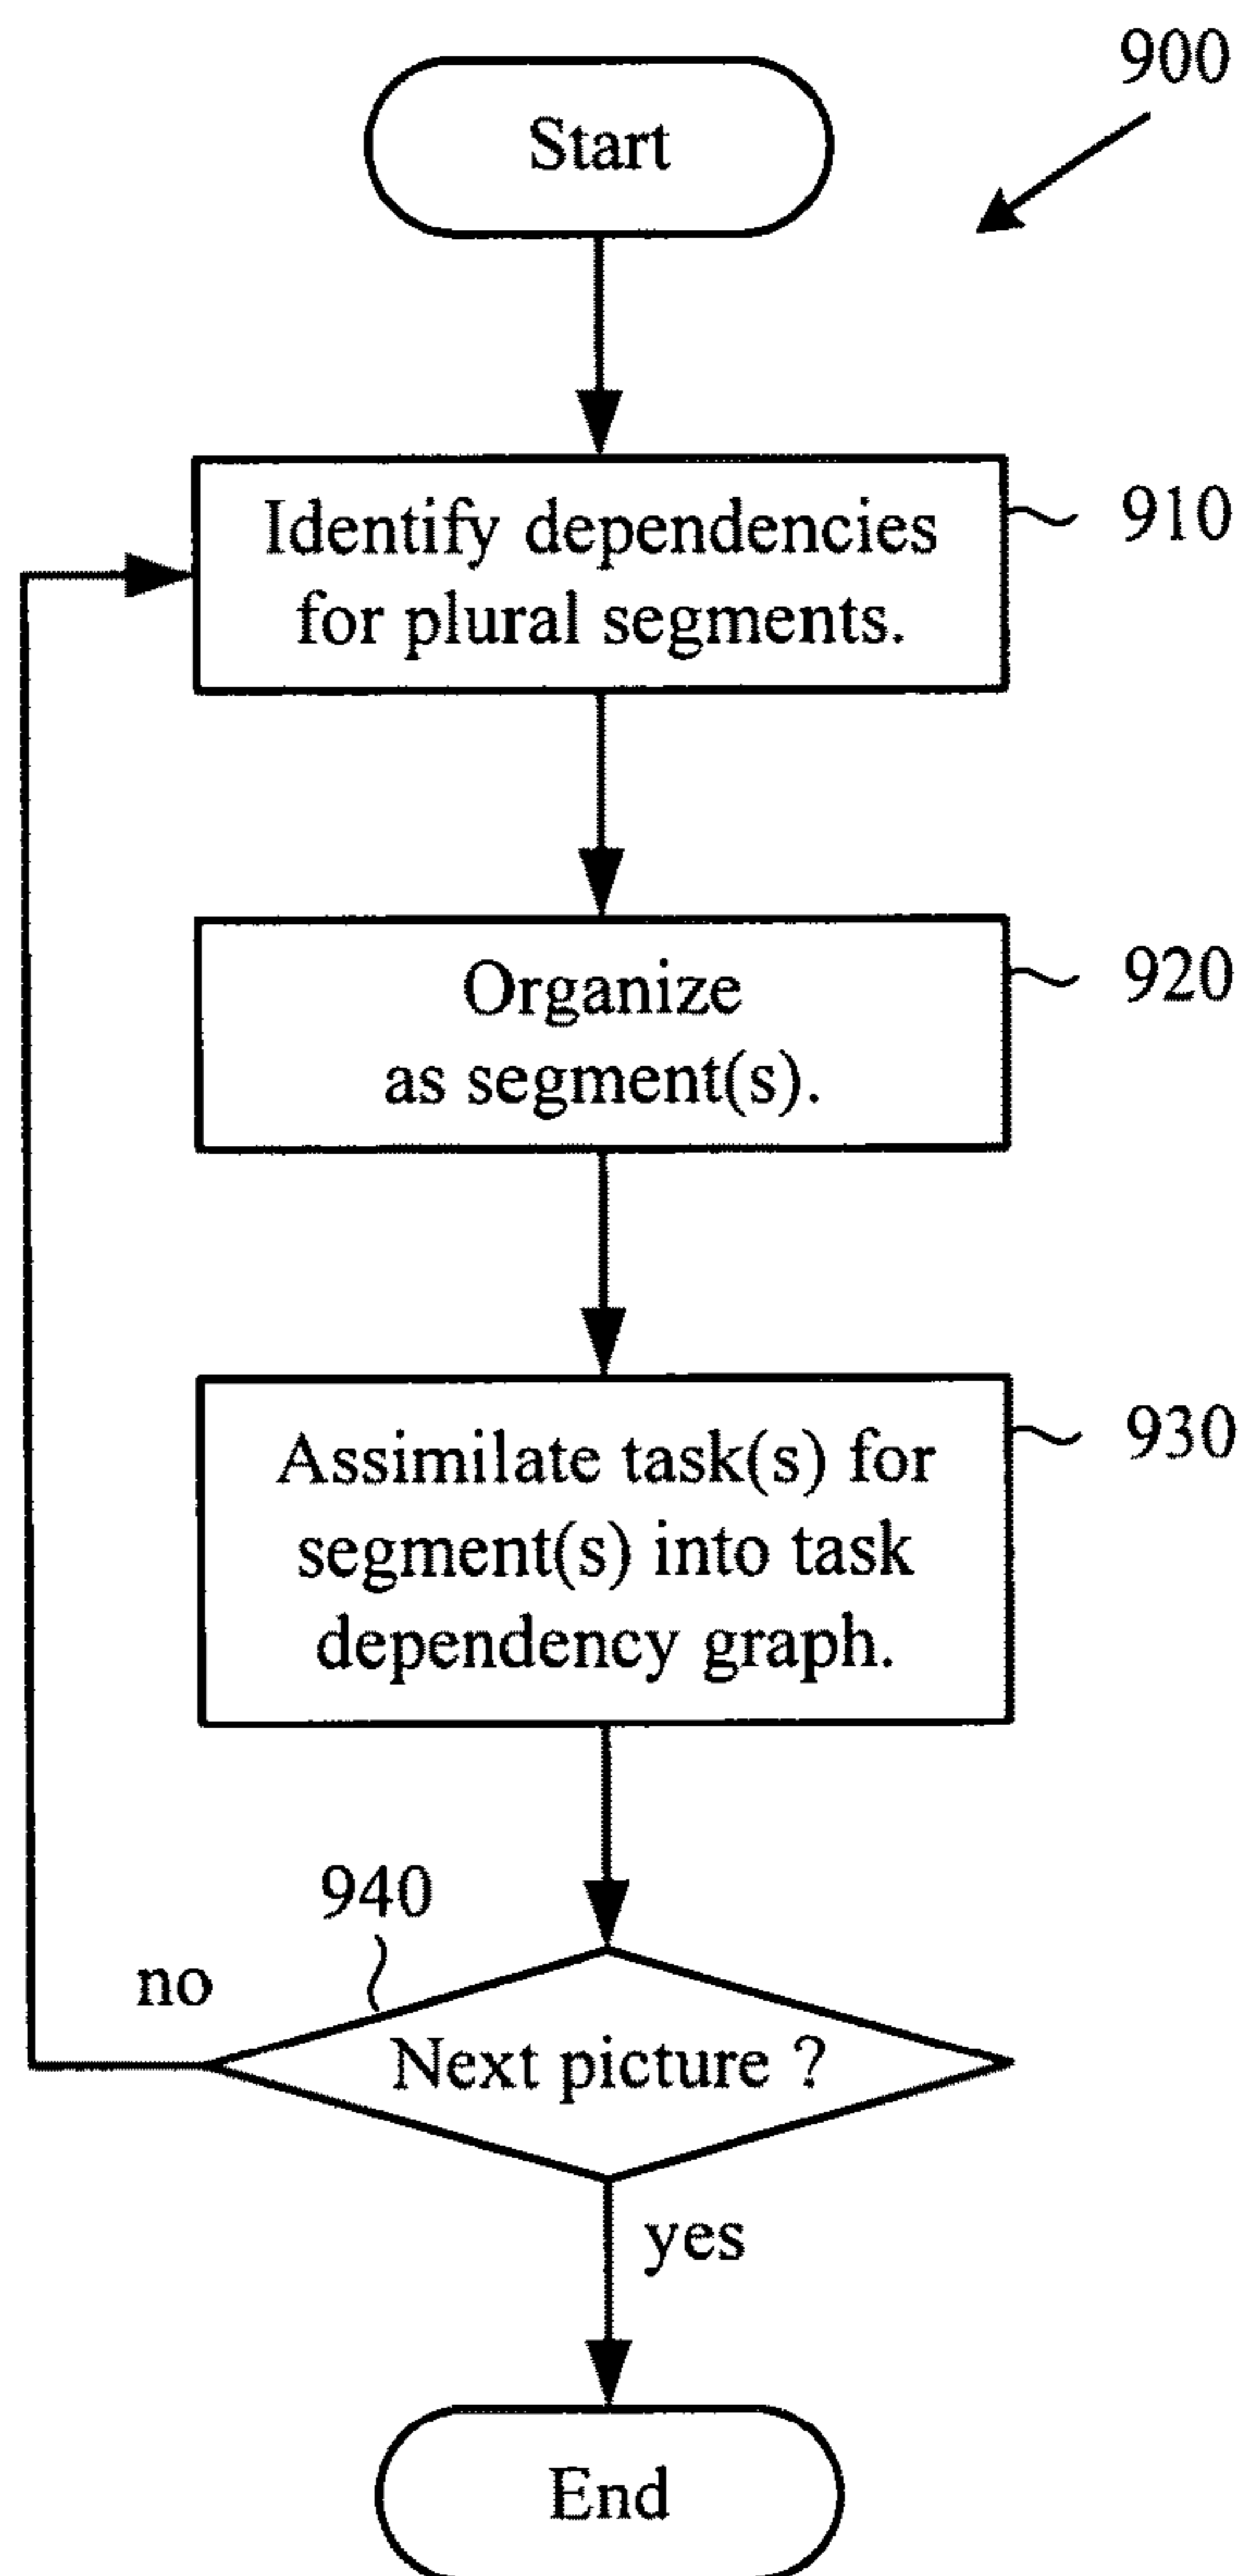 900
Start
Identify dependencies
for plural segments.
910
Organize
as segment(s).
920
Assimilate task(s) for
segment(s) into task
dependency graph.
930
940
no
Next picture ?
yes
End